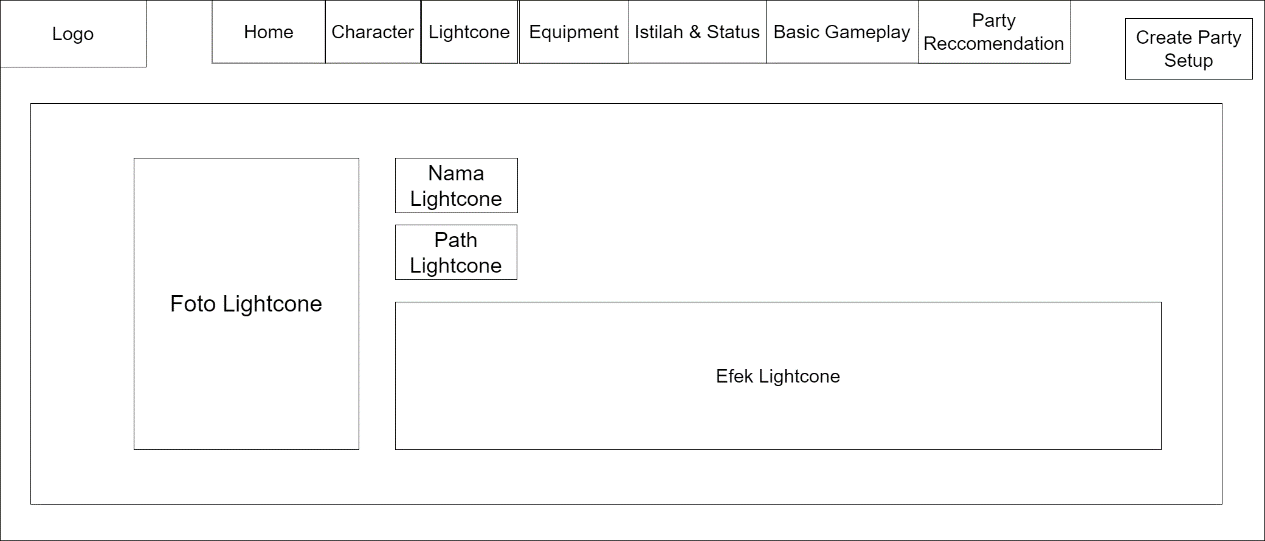 Logo
Home
Character
Lightcone
Equipment
Istilah & Status
Basic Gameplay
Party
Reccomendation
Create Party
Setup
Foto Lightcone
Nama
Lightcone
Path
Lightcone
Efek Lightcone